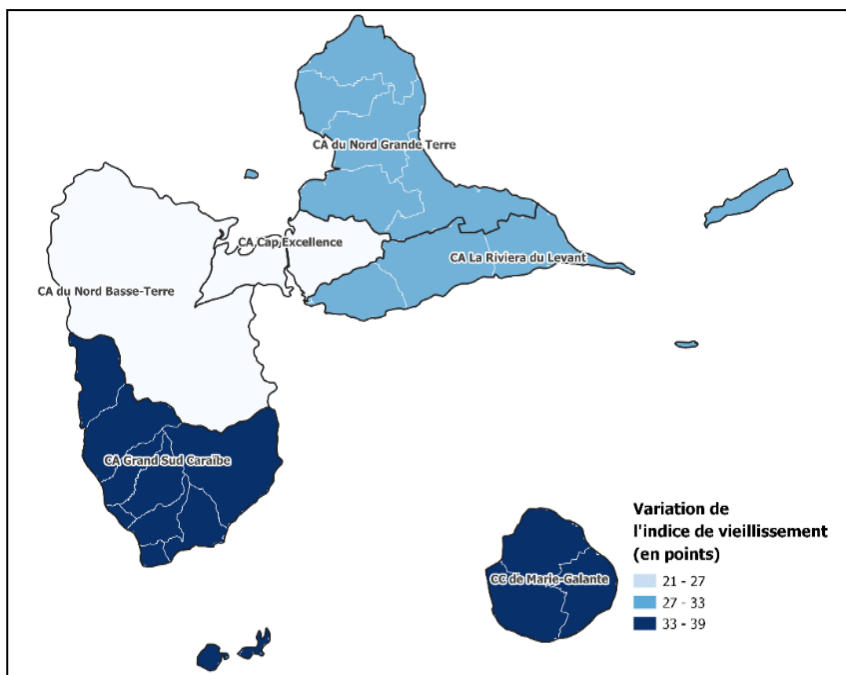 CA du Nord Grande Terre
CA Cap Excellence
CA La Riviera du Levant
CA du Nord Basse-Terre
CA Grand Sud Caraïbe
CC de Marie-Galante
Variation de
l'indice de vieillissement
(en points)
21 - 27
27 - 33
33 - 39